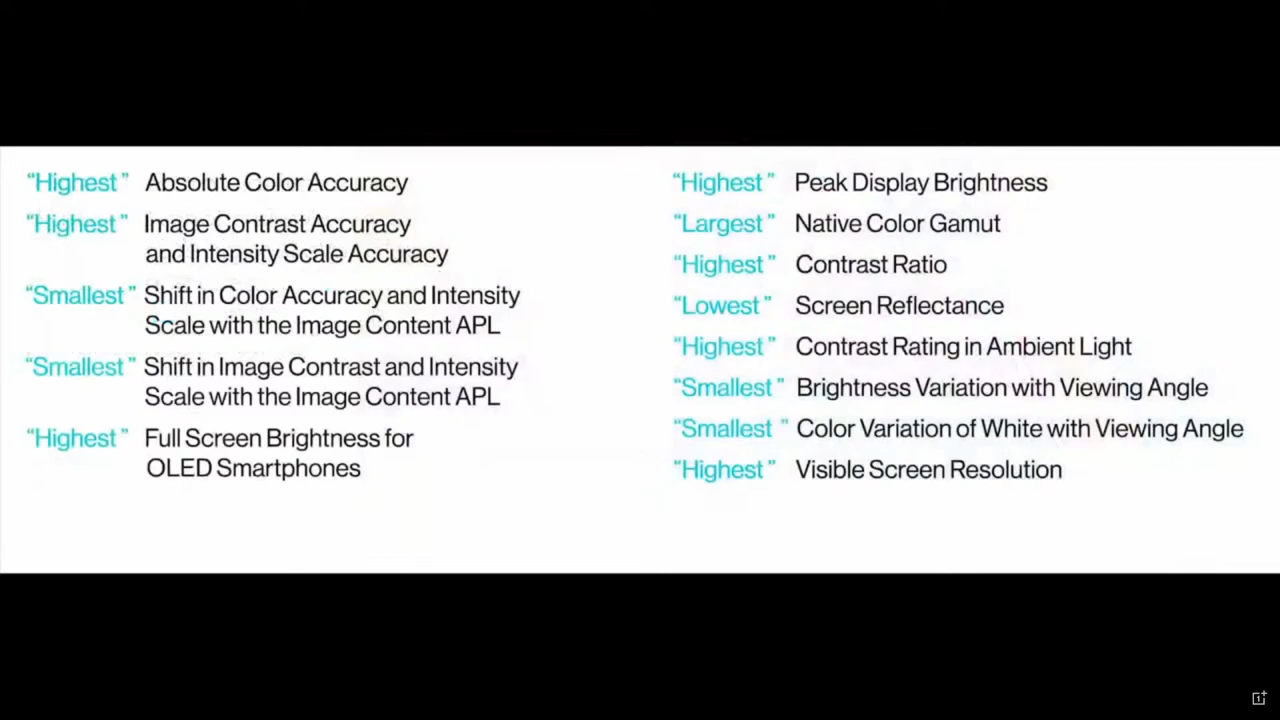 “Highest” Absolute Color Accuracy
“Highest” Image Contrast Accuracy
and Intensity Scale Accuracy
“Smallest” Shift in Color Accuracy and Intensity
Scale with the Image Content APL
“Smallest” Shift in Image Contrast and Intensity
Scale with the Image Content APL
“Highest” Full Screen Brightness for
OLED Smartphones
“Highest” Peak Display Brightness
“Largest” Native Color Gamut
“Highest” Contrast Ratio
“Lowest” Screen Reflectance
“Highest” Contrast Rating in Ambient Light
“Smallest” Brightness Variation with Viewing Angle
“Smallest” Color Variation of White with Viewing Angle
“Highest” Visible Screen Resolution
1+